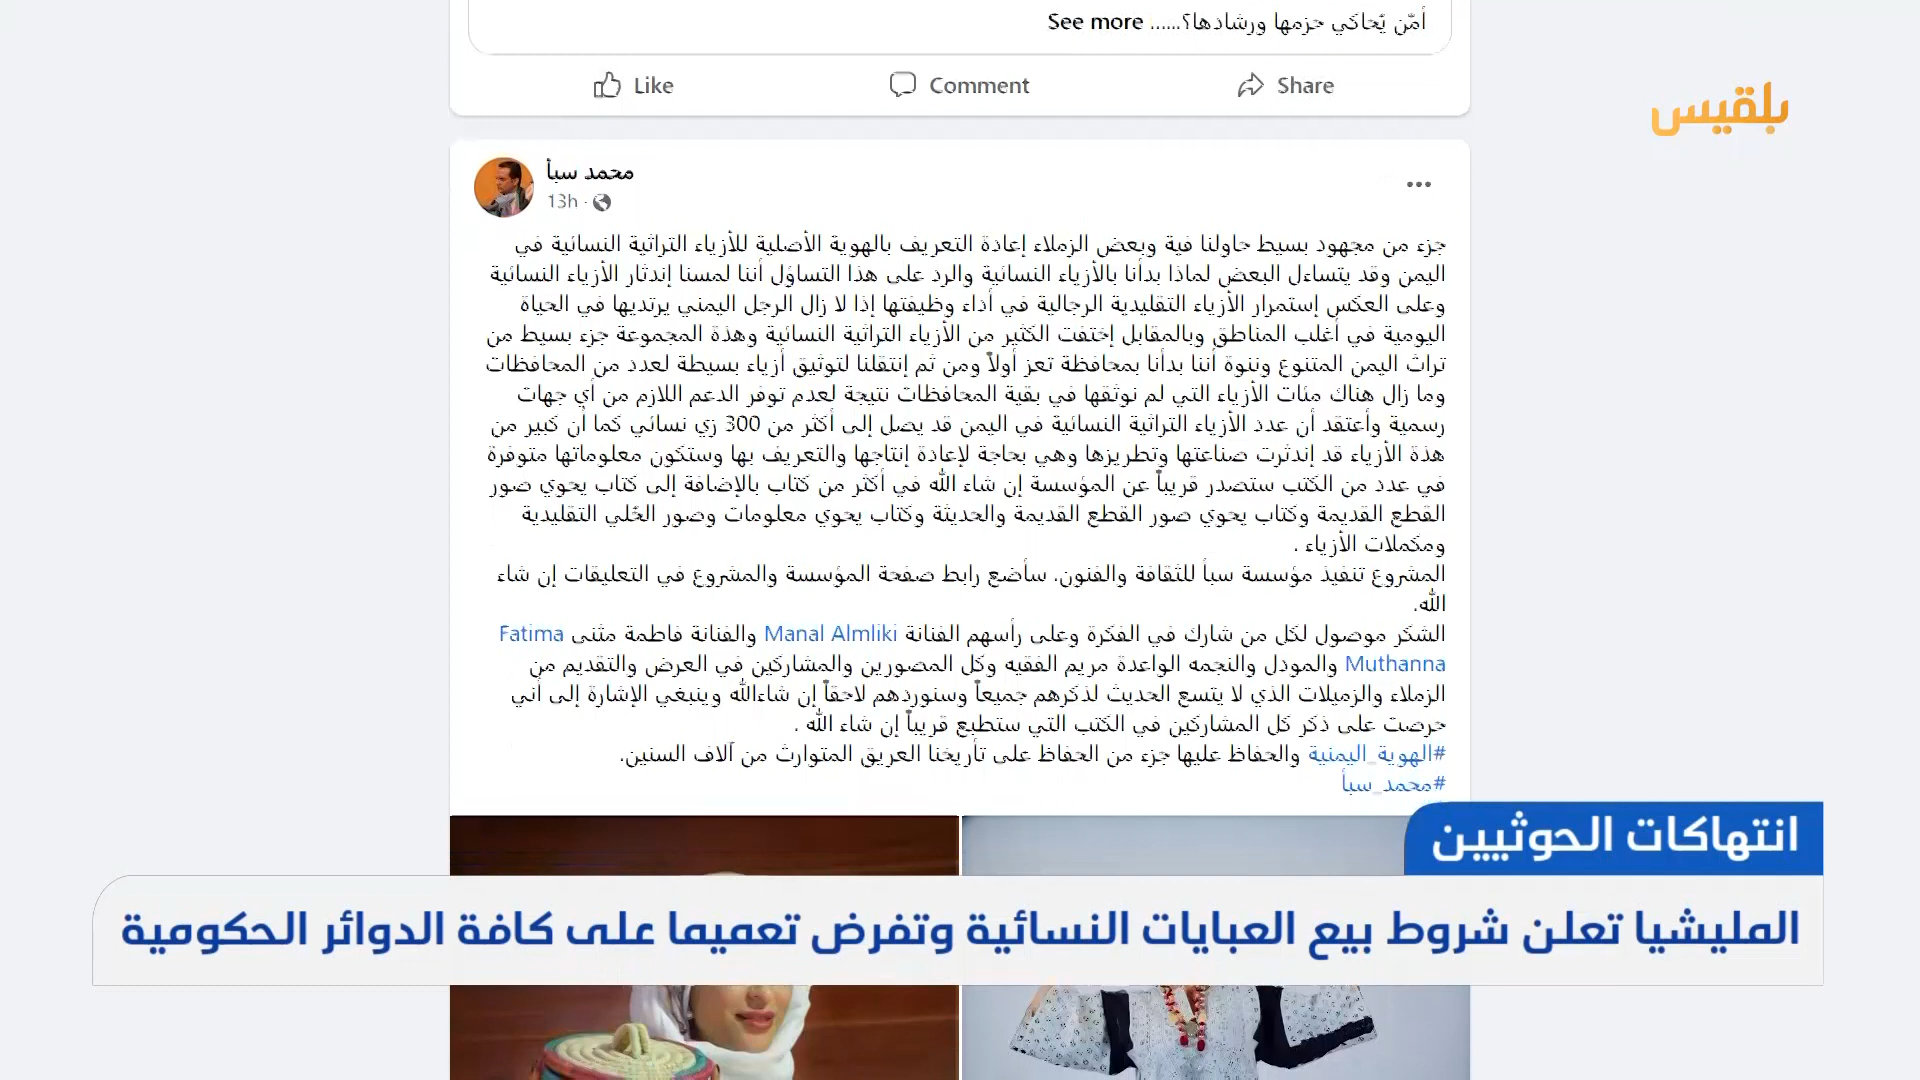 أمّن يُحاكي حزمها ورشادها؟...... See more
Like
Comment
Share
بلقيس
محمد سبأ
13h ·
جزء من مجهود بسيط حاولنا فية وبعض الزملاء إعادة التعريف بالهوية الأصلية للأزياء التراثية النسائية في
اليمن وقد يتساءل البعض لماذا بدأنا بالأزياء النسائية والرد على هذا التساؤل أننا لمسنا إندثار الأزياء النسائية
وعلى العكس إستمرار الأزياء التقليدية الرجالية في أداء وظيفتها إذا لا زال الرجل اليمني يرتديها في الحياة
اليومية في أغلب المناطق وبالمقابل إختفت الكثير من الأزياء التراثية النسائية وهذة المجموعة جزء بسيط من
تراث اليمن المتنوع وننوة أننا بدأنا بمحافظة تعز أولاً ومن ثم إنتقلنا لتوثيق أزياء بسيطة لعدد من المحافظات
وما زال هناك مئات الأزياء التي لم نوثقها في بقية المحافظات نتيجة لعدم توفر الدعم اللازم من أي جهات
رسمية وأعتقد أن عدد الأزياء التراثية النسائية في اليمن قد يصل إلى أكثر من 300 زي نسائي كما أن كبير من
هذة الأزياء قد إندثرت صناعتها وتطريزها وهي بحاجة لإعادة إنتاجها والتعريف بها وستكون معلوماتها متوفرة
في عدد من الكتب ستصدر قريباً عن المؤسسة إن شاء الله في أكثر من كتاب بالإضافة إلى كتاب يحوي صور
القطع القديمة وكتاب يحوي صور القطع القديمة والحديثة وكتاب يحوي معلومات وصور الحُلي التقليدية
ومكملات الأزياء .
المشروع تنفيذ مؤسسة سبأ للثقافة والفنون. سأضع رابط صفحة المؤسسة والمشروع في التعليقات إن شاء
الله.
الشكر موصول لكل من شارك في الفكرة وعلى رأسهم الفنانة Manal Almliki والفنانة فاطمة مثنى Fatima
Muthanna والمودل والنجمه الواعدة مريم الفقيه وكل المصورين والمشاركين في العرض والتقديم من
الزملاء والزميلات الذي لا يتسع الحديث لذكرهم جميعاً وسنوردهم لاحقاً إن شاءالله وينبغي الإشارة إلى أني
حرصت على ذكر كل المشاركين في الكتب التي ستطبع قريباً إن شاء الله .
#الهوية_اليمنية والحفاظ عليها جزء من الحفاظ على تأريخنا العريق المتوارث من آلاف السنين.
#محمد_سبأ
انتهاكات الحوثيين
المليشيا تعلن شروط بيع العبايات النسائية وتفرض تعميما على كافة الدوائر الحكومية